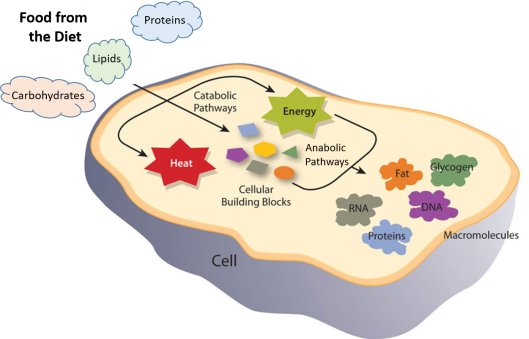 Food from
the Diet
Proteins
Lipids
Carbohydrates
Catabolic
Pathways
Energy
Heat
Anabolic
Pathways
Cellular
Building Blocks
Fat
Glycogen
RNA
DNA
Proteins
Macromolecules
Cell